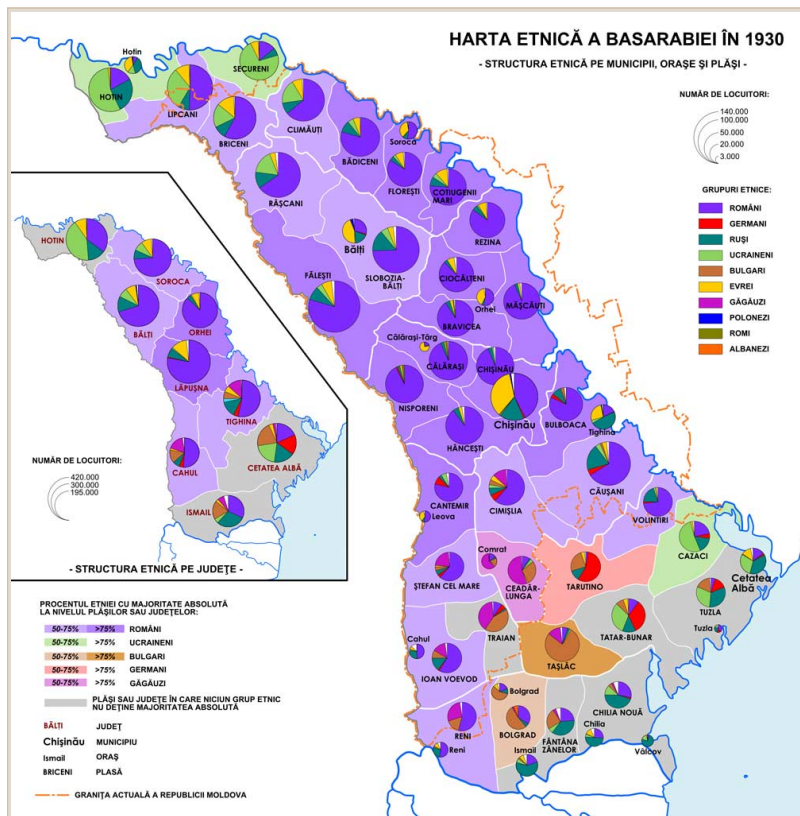 HARTA ETNICĂ A BASARABIEI ÎN 1930
- STRUCTURA ETNICĂ PE MUNICIPII, ORAŞE ŞI PLĂŞI -
NUMĂR DE LOCUITORI:
140.000
100.000
50.000
20.000
3.000
GRUPURI ETNICE:
ROMÂNI
GERMANI
RUŞI
UCRAINENI
BULGARI
EVREI
GĂGĂUZI
POLONEZI
ROMI
ALBANEZI
Hotin
HOTIN
SECURENI
LIPCANI
BRICENI
CLIMĂUŢI
BĂDICENI
Soroca
FLOREŞTI
COTIUGENII
MARI
RÂŞCANI
REZINA
Bălţi
SLOBOZIA-
BĂLŢI
FĂLEŞTI
CIOCÂLTENI
Orhei
MĂŞCĂUŢI
BRAVICEA
Călăraşi-Târg
CĂLĂRAŞI
CHIŞINĂU
NISPORENI
Chişinău
BULBOACA
Tighina
HÂNCEŞTI
CĂUŞANI
CANTEMIR
Leova
CIMIŞLIA
VOLINTIRI
CAZACI
Comrat
ŞTEFAN CEL MARE
CEADÂR-
LUNGA
TARUTINO
Cetatea
Albă
TUZLA
Tuzla
TRAIAN
TATAR-BUNAR
Cahul
IOAN VOEVOD
TAŞLÂC
Bolgrad
BOLGRAD
CHILIA NOUĂ
Chilia
RENI
Reni
FÂNTÂNA
ZÂNELOR
Ismail
Vâlcov
HOTIN
SOROCA
BĂLŢI
ORHEI
LĂPUŞNA
TIGHINA
CAHUL
CETATEA ALBĂ
ISMAIL
NUMĂR DE LOCUITORI:
420.000
300.000
195.000
- STRUCTURA ETNICĂ PE JUDEŢE -
PROCENTUL ETNIEI CU MAJORITATE ABSOLUTĂ
LA NIVELUL PLĂŞILOR SAU JUDEŢELOR:
50-75% >75% ROMÂNI
50-75% >75% UCRAINENI
50-75% >75% BULGARI
50-75% >75% GERMANI
50-75% >75% GĂGĂUZI
PLĂŞI SAU JUDEŢE ÎN CARE NICIUN GRUP ETNIC
NU DEŢINE MAJORITATEA ABSOLUTĂ
BĂLŢI JUDEŢ
Chişinău MUNICIPIU
Ismail ORAŞ
BRICENI PLASĂ
GRANIŢA ACTUALĂ A REPUBLICII MOLDOVA